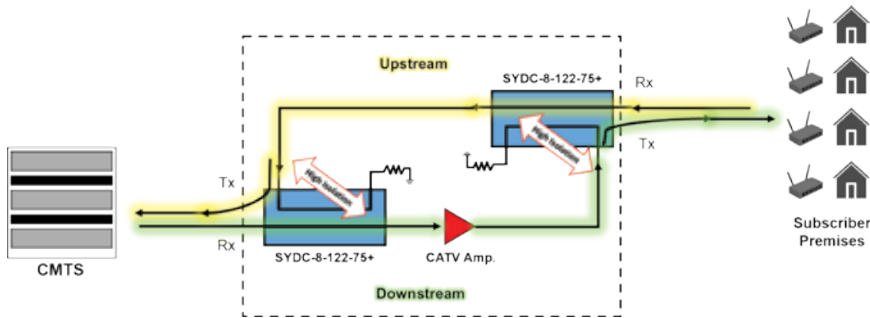 Upstream
SYDC-8-122-75+
Rx
High Isolation
Tx
High Isolation
Tx
Rx
SYDC-8-122-75+
CATV Amp.
CMTS
Subscriber
Premises
Downstream